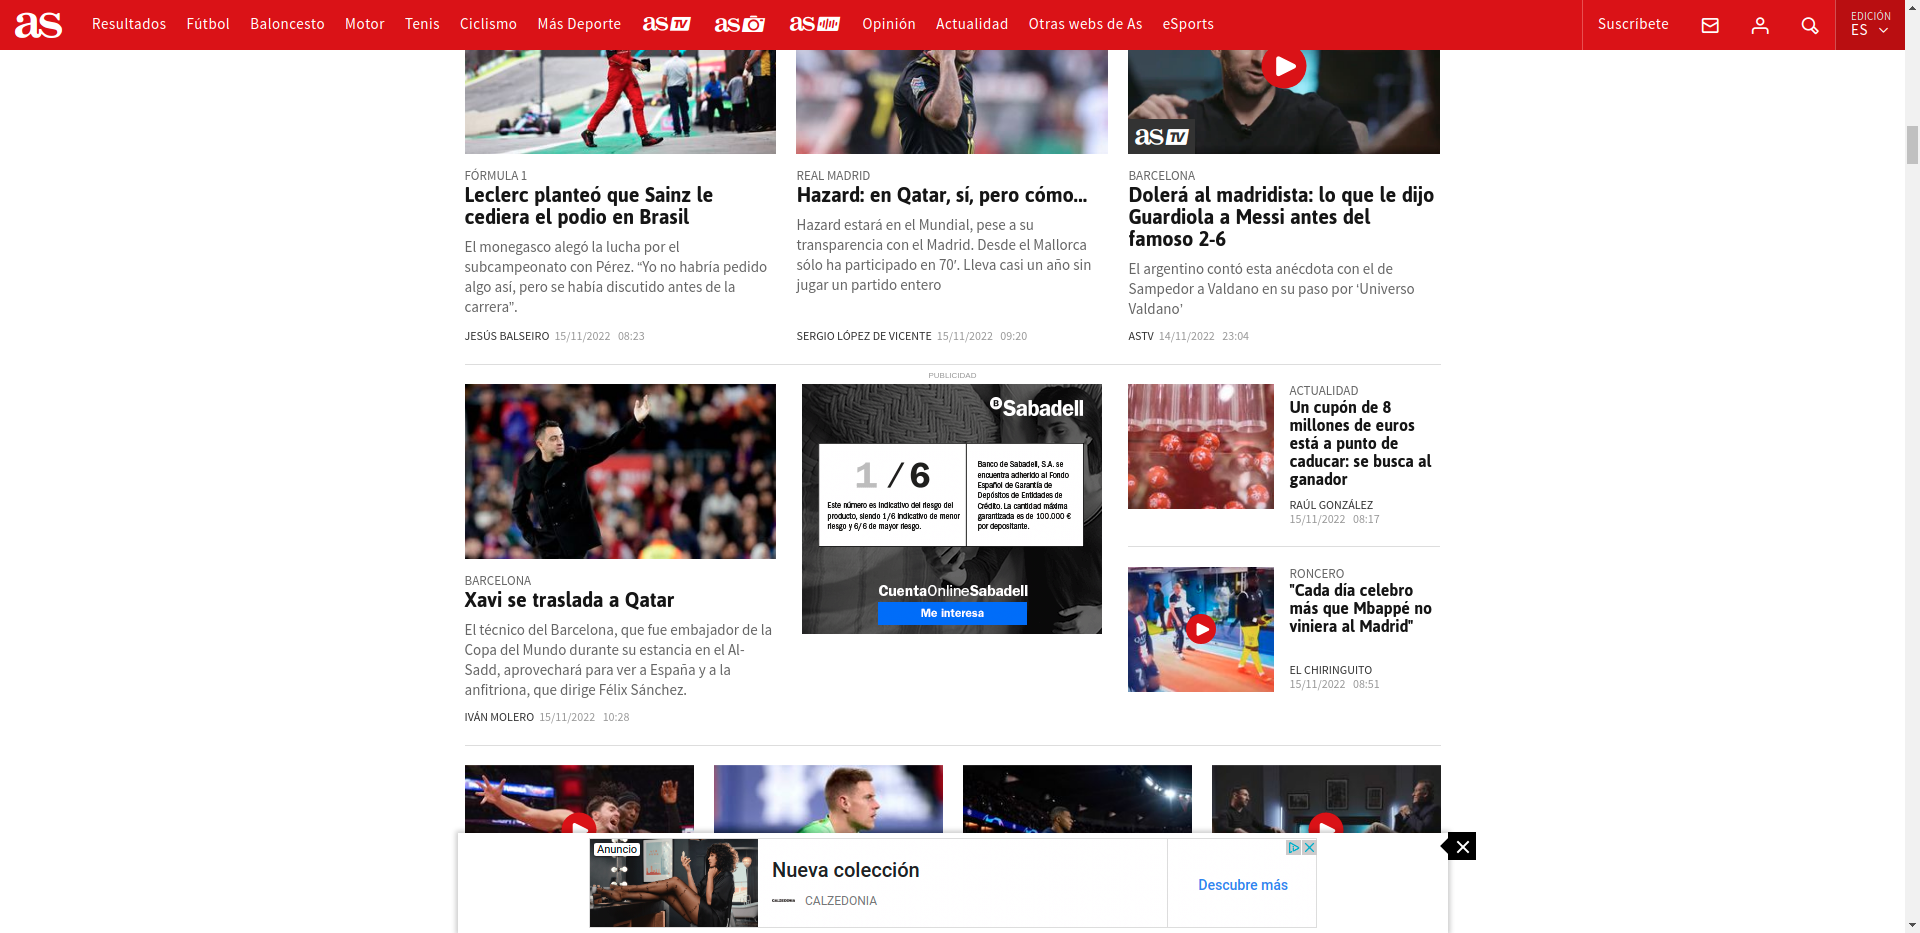 as
Resultados Fútbol Baloncesto Motor Tenis Ciclismo Más Deporte as TV as as Opinión Actualidad Otras webs de As eSports
Suscríbete
EDICIÓN
ES
as TV
FÓRMULA 1
Leclerc planteó que Sainz le
cediera el podio en Brasil
El monegasco alegó la lucha por el
subcampeonato con Pérez. “Yo no habría pedido
algo así, pero se había discutido antes de la
carrera”.
JESÚS BALSEIRO 15/11/2022 08:23
REAL MADRID
Hazard: en Qatar, sí, pero cómo...
Hazard estará en el Mundial, pese a su
transparencia con el Madrid. Desde el Mallorca
sólo ha participado en 70′. Lleva casi un año sin
jugar un partido entero
SERGIO LÓPEZ DE VICENTE 15/11/2022 09:20
BARCELONA
Dolerá al madridista: lo que le dijo
Guardiola a Messi antes del
famoso 2-6
El argentino contó esta anécdota con el de
Sampedor a Valdano en su paso por ‘Universo
Valdano’
ASTV 14/11/2022 23:04
BARCELONA
Xavi se traslada a Qatar
El técnico del Barcelona, que fue embajador de la
Copa del Mundo durante su estancia en el Al-
Sadd, aprovechará para ver a España y a la
anfitriona, que dirige Félix Sánchez.
IVÁN MOLERO 15/11/2022 10:28
PUBLICIDAD
B Sabadell
1 / 6
Este número es indicativo del riesgo del
producto, siendo 1/6 indicativo de menor
riesgo y 6/6 de mayor riesgo.
Banco de Sabadell, S.A. se
encuentra adherido al Fondo
Español de Garantía de
Depósitos de Entidades de
Crédito. La cantidad máxima
garantizada es de 100.000 €
por depositante.
CuentaOnlineSabadell
Me interesa
ACTUALIDAD
Un cupón de 8
millones de euros
está a punto de
caducar: se busca al
ganador
RAÚL GONZÁLEZ
15/11/2022 08:17
RONCERO
"Cada día celebro
más que Mbappé no
viniera al Madrid"
EL CHIRINGUITO
15/11/2022 08:51
Anuncio
Nueva colección
CALZEDONIA CALZEDONIA
Descubre más